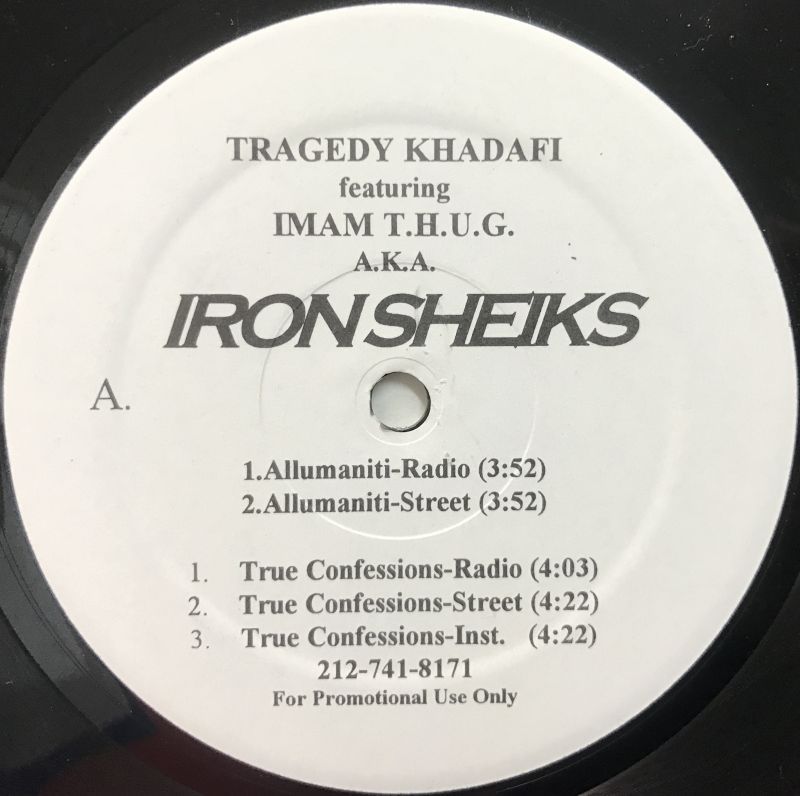 TRAGEDY KHADAFI
featuring
IMAM T.H.U.G.
A.K.A.
IRON SHEIKS
A.
1.Allumaniti-Radio (3:52)
2.Allumaniti-Street (3:52)
1. True Confessions-Radio (4:03)
2. True Confessions-Street (4:22)
3. True Confessions-Inst. (4:22)
212-741-8171
For Promotional Use Only